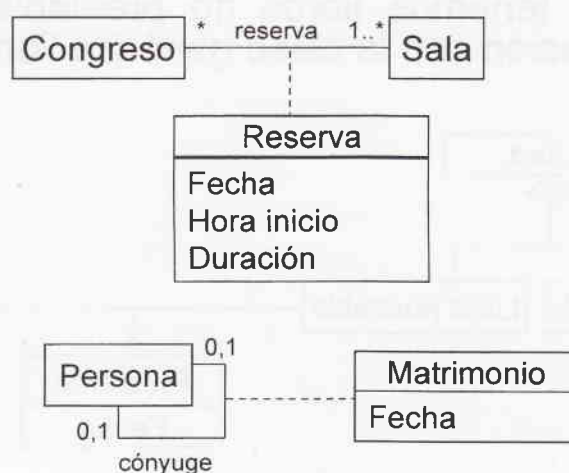 Congreso * reserva 1..* Sala
Reserva
Fecha
Hora inicio
Duración
0,1
Persona
Matrimonio
Fecha
0,1
cónyuge